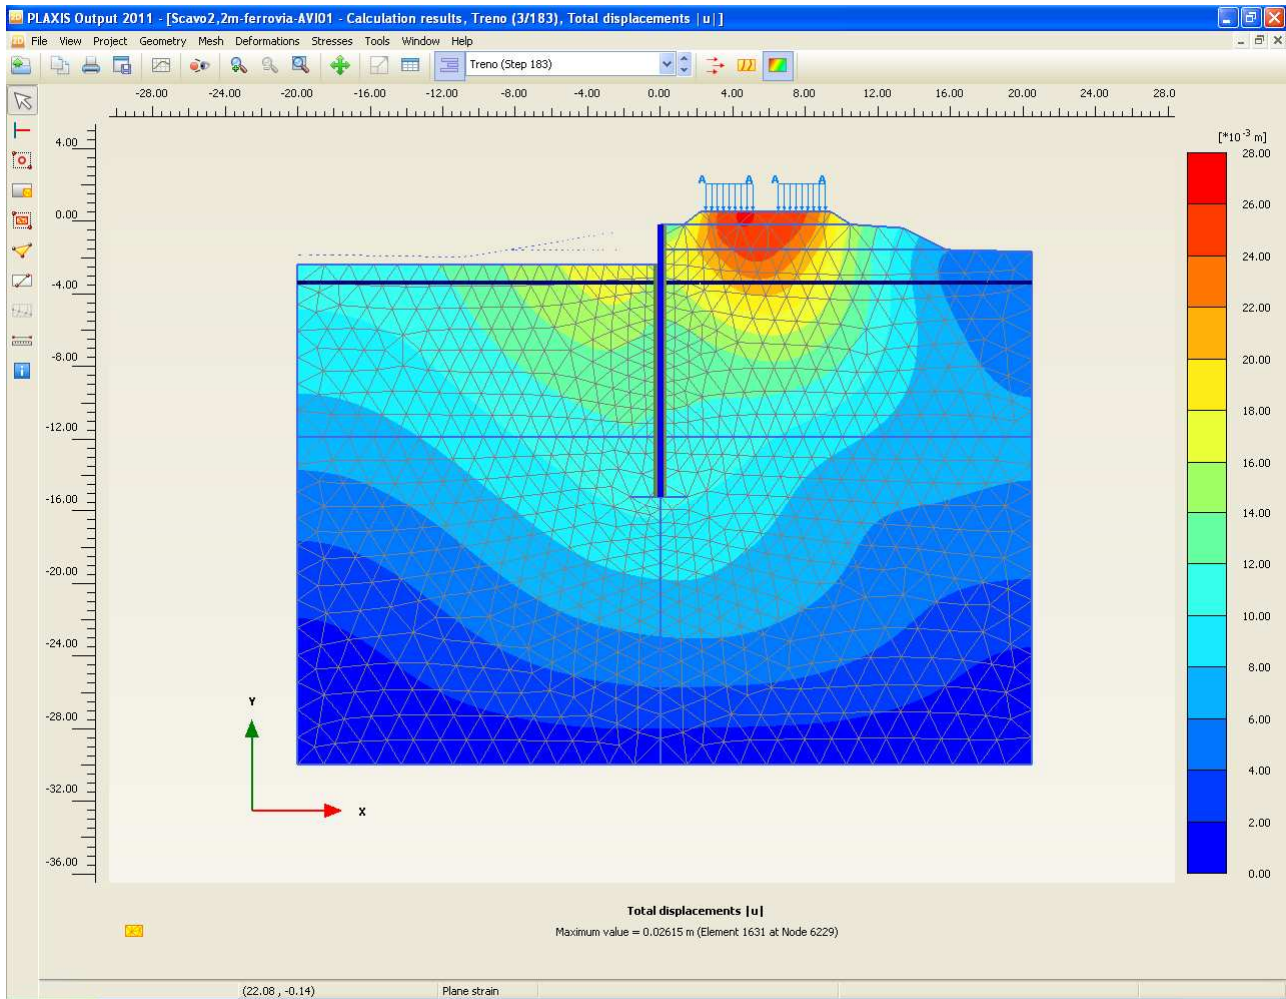 PLAXIS Output 2011 - [Scavo2,2m-ferrovia-AVI01 - Calculation results, Treno (3/183), Total displacements |u|]
File View Project Geometry Mesh Deformations Stresses Tools Window Help
Treno (Step 183)
-28.00 -24.00 -20.00 -16.00 -12.00 -8.00 -4.00 0.00 4.00 8.00 12.00 16.00 20.00 24.00 28.0
[*10-3 m]
4.00
0.00
-4.00
-8.00
-12.00
-16.00
-20.00
-24.00
-28.00
-32.00
-36.00
A A A A
28.00
26.00
24.00
22.00
20.00
18.00
16.00
14.00
12.00
10.00
8.00
6.00
4.00
2.00
0.00
Y
X
Total displacements |u|
Maximum value = 0.02615 m (Element 1631 at Node 6229)
(22.08 , -0.14) Plane strain